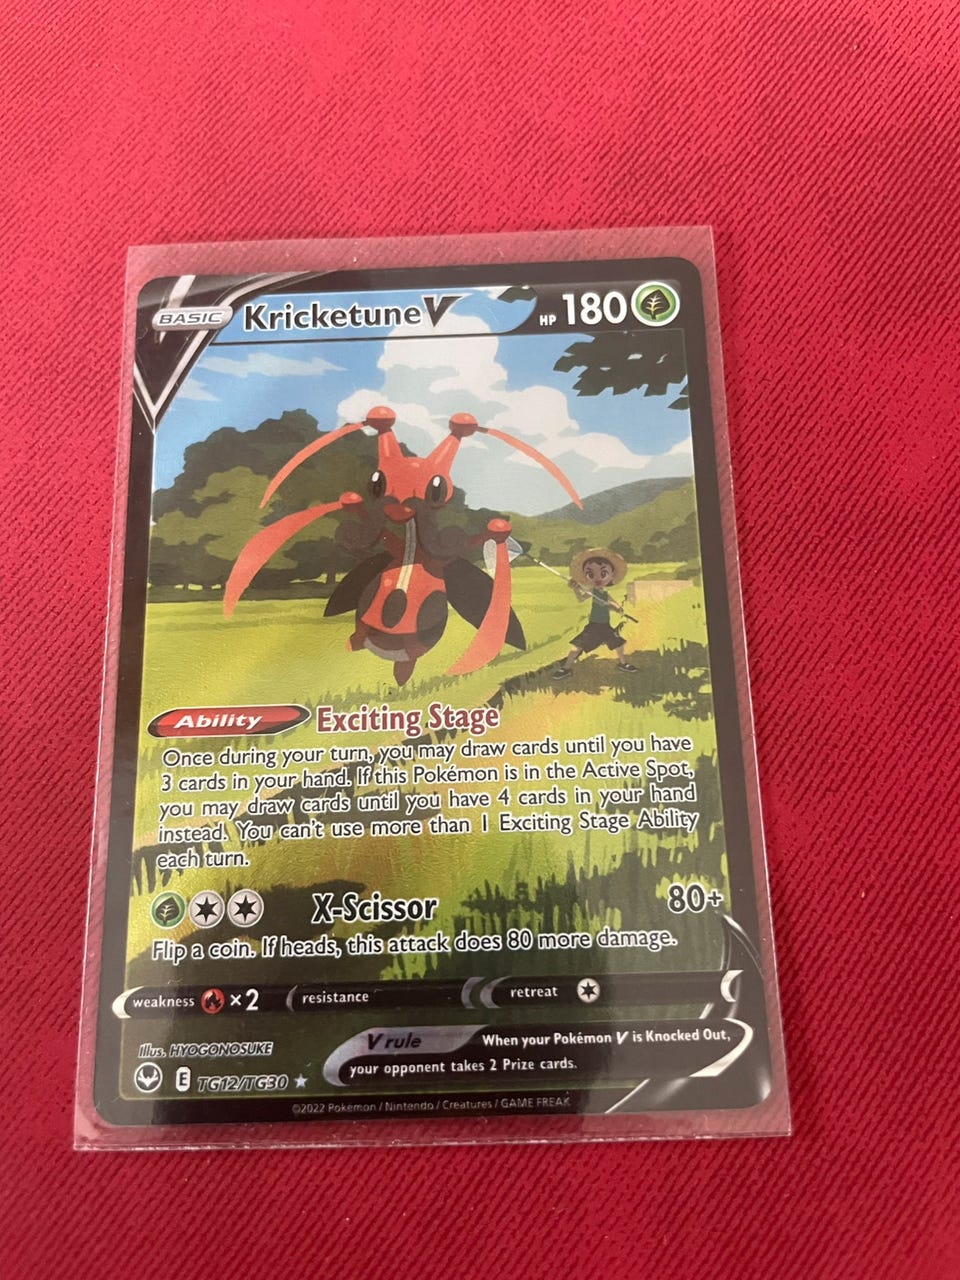 BASIC Kricketune V HP 180
Ability Exciting Stage
Once during your turn, you may draw cards until you have
3 cards in your hand. If this Pokémon is in the Active Spot,
you may draw cards until you have 4 cards in your hand
instead. You can't use more than 1 Exciting Stage Ability
each turn.
X-Scissor 80+
Flip a coin. If heads, this attack does 80 more damage.
weakness ×2 resistance retreat
V rule When your Pokémon V is Knocked Out,
your opponent takes 2 Prize cards.
Illus. HYOGONOSUKE
E TG12/TG30
©2022 Pokémon / Nintendo / Creatures / GAME FREAK